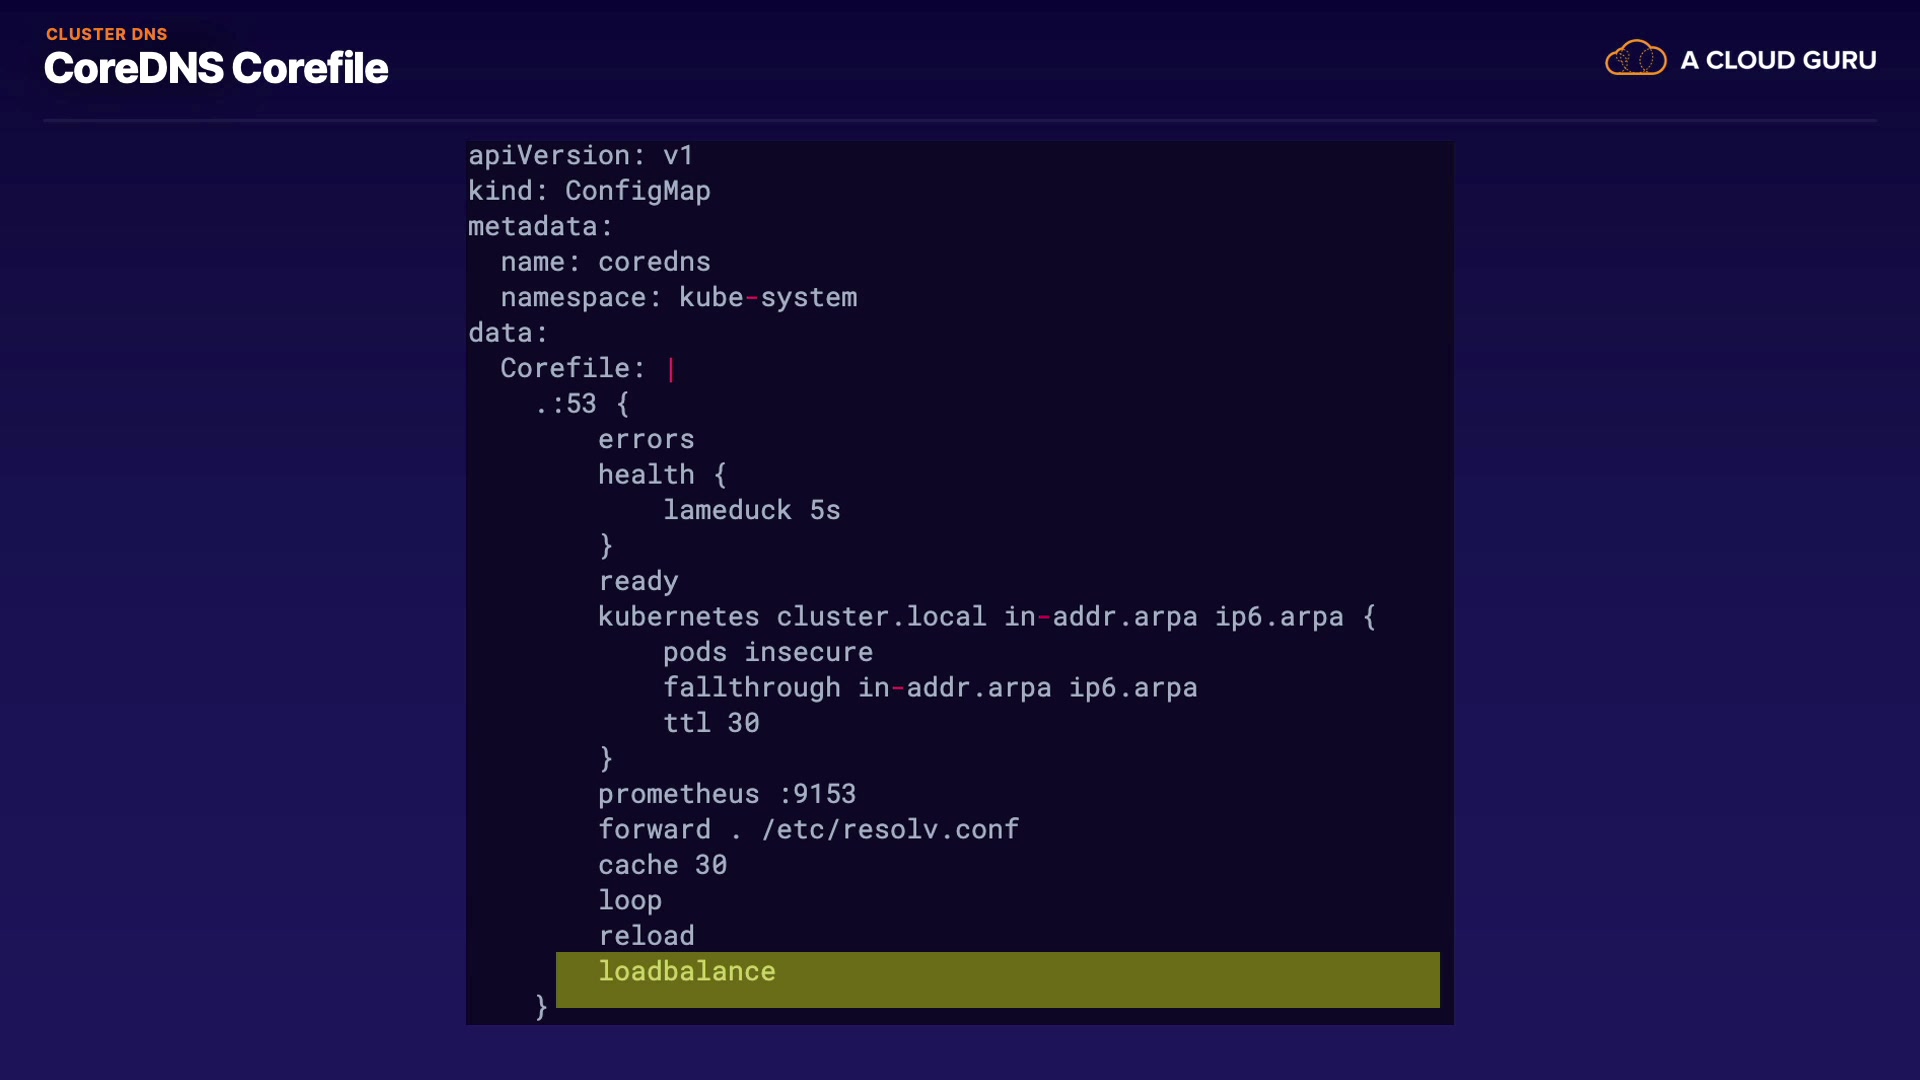 CLUSTER DNS
CoreDNS Corefile
A CLOUD GURU
apiVersion: v1
kind: ConfigMap
metadata:
  name: coredns
  namespace: kube-system
data:
  Corefile: |
    .:53 {
        errors
        health {
            lameduck 5s
        }
        ready
        kubernetes cluster.local in-addr.arpa ip6.arpa {
            pods insecure
            fallthrough in-addr.arpa ip6.arpa
            ttl 30
        }
        prometheus :9153
        forward . /etc/resolv.conf
        cache 30
        loop
        reload
        loadbalance
    }